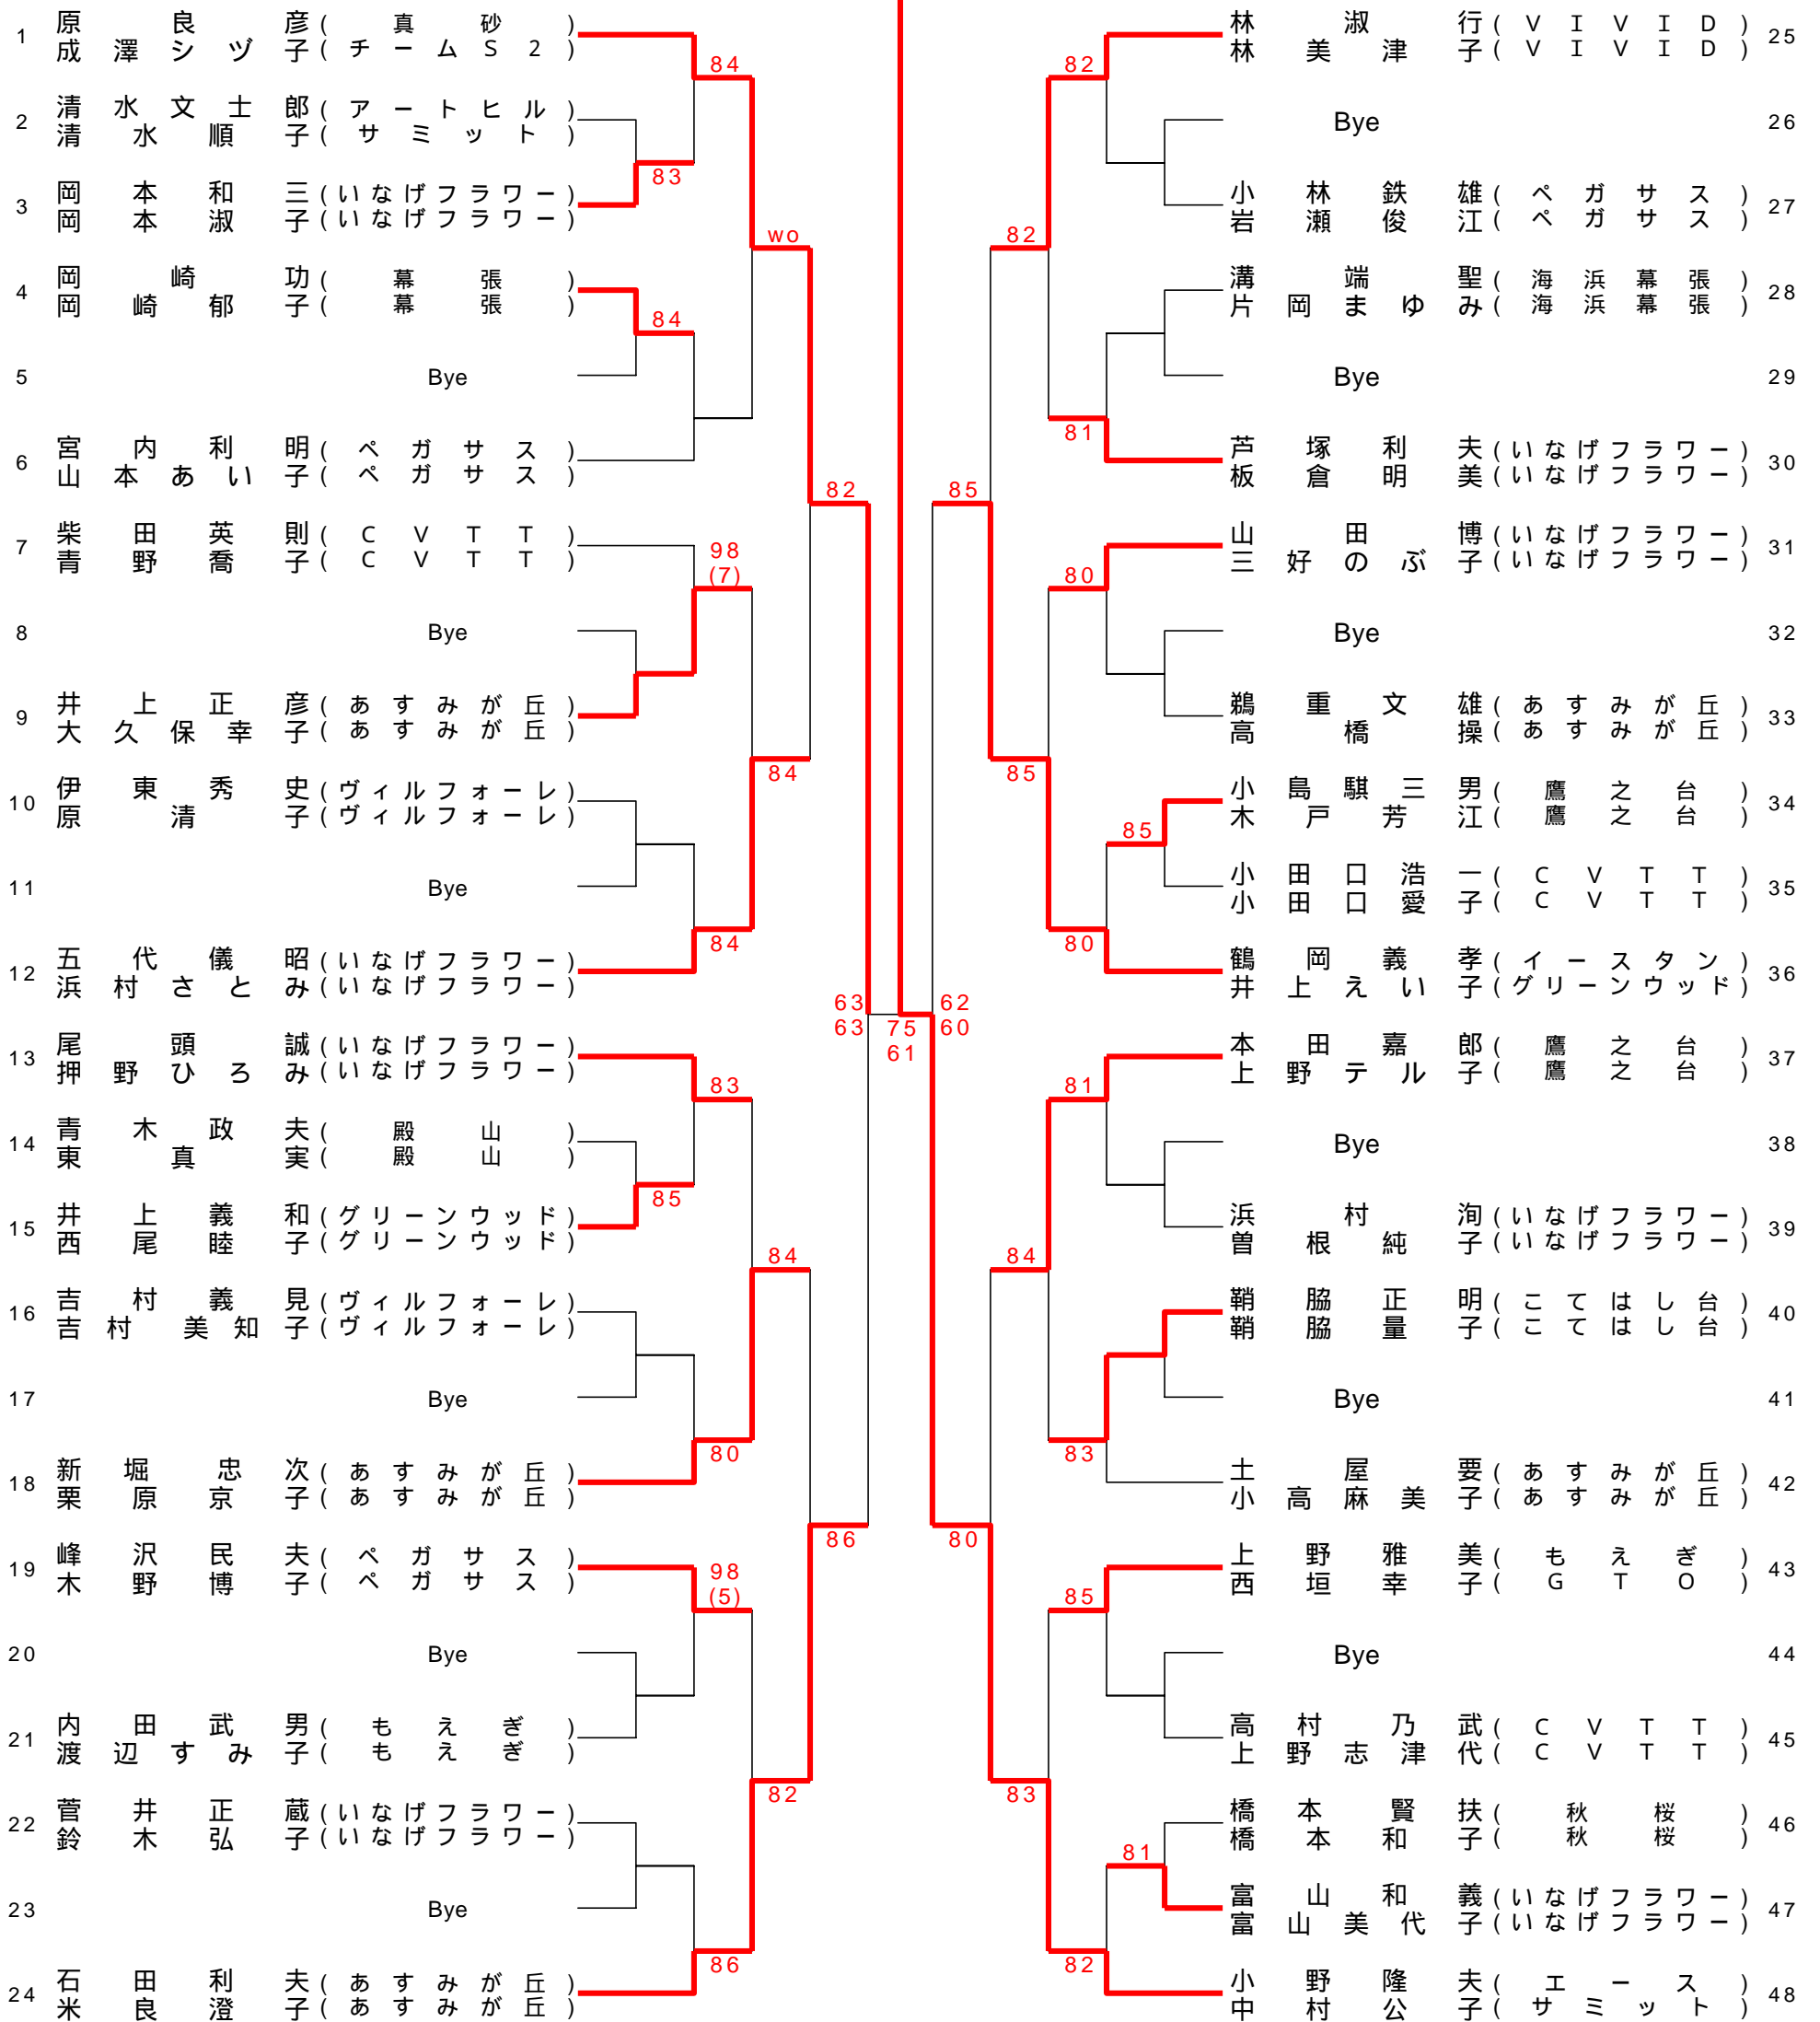 1 原良彦(真砂)
成澤シヅ子(チームS2)
84
2 清水文士郎(アートヒル)
清水順子(サミット)
83
3 岡本和三(いなげフラワー)
岡本淑子(いなげフラワー)
wo
4 岡崎功(幕張)
岡崎郁子(幕張)
84
5 Bye
6 宮内利明(ペガサス)
山本あい子(ペガサス)
82
7 柴田英則(CVTT)
青野喬子(CVTT)
98
(7)
8 Bye
9 井上正彦(あすみが丘)
大久保幸子(あすみが丘)
84
10 伊東秀史(ヴィルフォーレ)
原清子(ヴィルフォーレ)
11 Bye
84
12 五代儀昭(いなげフラワー)
浜村さとみ(いなげフラワー)
63
63
75
61
62
60
13 尾頭誠(いなげフラワー)
押野ひろみ(いなげフラワー)
83
14 青木政夫(殿山)
東真実(殿山)
85
15 井上義和(グリーンウッド)
西尾睦子(グリーンウッド)
84
16 吉村義見(ヴィルフォーレ)
吉村美知子(ヴィルフォーレ)
17 Bye
80
18 新堀忠次(あすみが丘)
栗原京子(あすみが丘)
86
19 峰沢民夫(ペガサス)
木野博子(ペガサス)
98
(5)
20 Bye
21 内田武男(もえぎ)
渡辺すみ子(もえぎ)
82
22 菅井正蔵(いなげフラワー)
鈴木弘子(いなげフラワー)
23 Bye
86
24 石田利夫(あすみが丘)
米良澄子(あすみが丘)
林淑行(VIVID) 25
林美津子(VIVID)
82
Bye 26
小林鉄雄(ペガサス) 27
岩瀬俊江(ペガサス)
82
溝端聖(海浜幕張) 28
片岡まゆみ(海浜幕張)
Bye 29
81
芦塚利夫(いなげフラワー) 30
板倉明美(いなげフラワー)
85
山田博(いなげフラワー) 31
三好のぶ子(いなげフラワー)
80
Bye 32
鵜重文雄(あすみが丘) 33
高橋操(あすみが丘)
85
小島騏三男(鷹之台) 34
木戸芳江(鷹之台)
85
小田口浩一(CVTT) 35
小田口愛子(CVTT)
80
鶴岡義孝(イースタン) 36
井上えい子(グリーンウッド)
本田嘉郎(鷹之台) 37
上野テル子(鷹之台)
81
Bye 38
浜村洵(いなげフラワー) 39
曽根純子(いなげフラワー)
84
鞘脇正明(こてはし台) 40
鞘脇量子(こてはし台)
Bye 41
83
土屋要(あすみが丘) 42
小高麻美子(あすみが丘)
80
上野雅美(もえぎ) 43
西垣幸子(GTO)
85
Bye 44
高村乃武(CVTT) 45
上野志津代(CVTT)
83
橋本賢扶(秋桜) 46
橋本和子(秋桜)
81
富山和義(いなげフラワー) 47
富山美代子(いなげフラワー)
82
小野隆夫(エース) 48
中村公子(サミット)